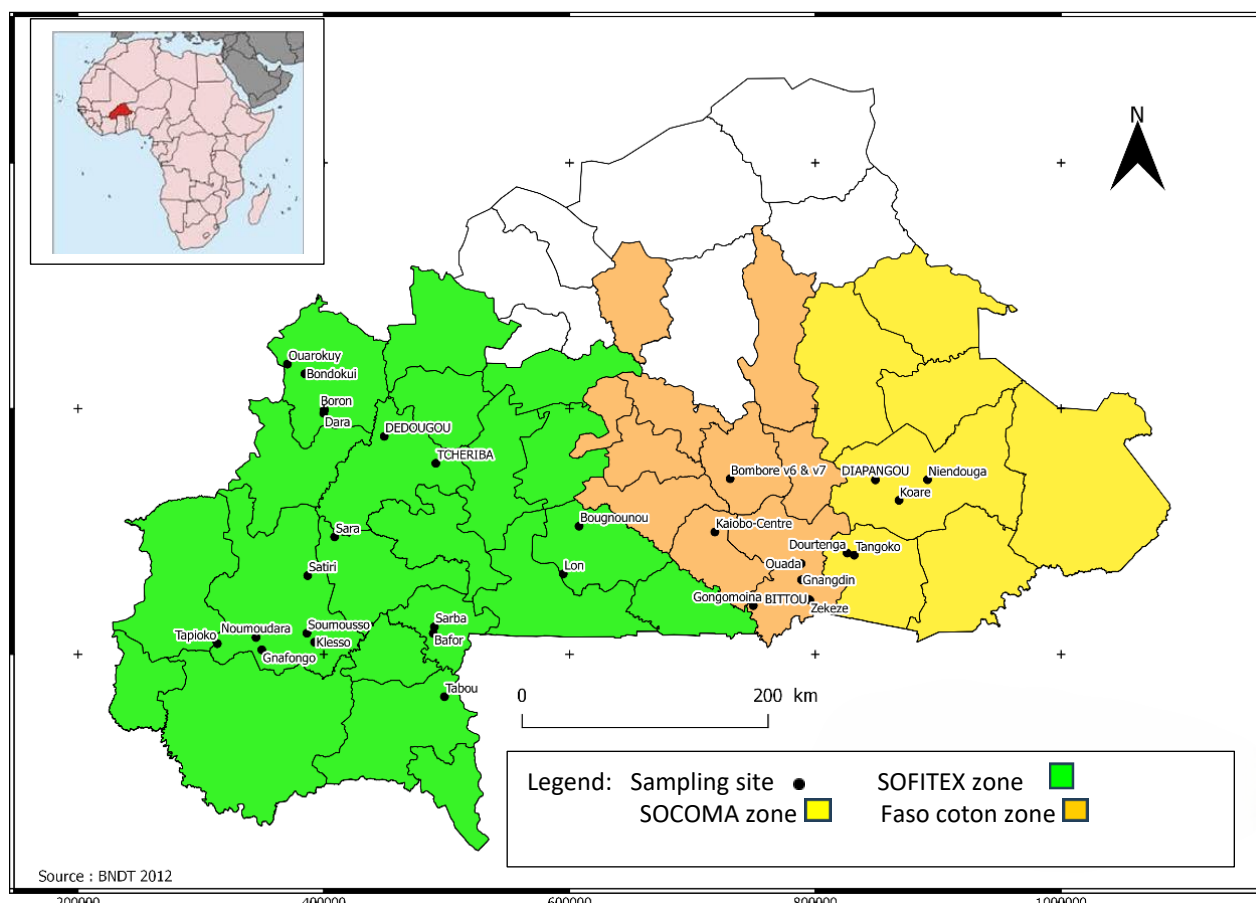 N
Ouarokuy
Bondokui
Boron
Dara
DEDOUGOU
TCHERIBA
Bombore v6 & v7
DIAPANGOU
Niendouga
Koare
Bougnounou
Kaiobo-Centre
Sara
Dourtenga
Tangoko
Ouada
Lon
Satiri
Gnangdin
Gongomoina
BITTOU
Zekeze
Sarba
Noumoudara
Soumousso
Tapioko
Klesso
Bafor
Gnafongo
Tabou
0 200 km
Legend: Sampling site SOFITEX zone
SOCOMA zone Faso coton zone
Source : BNDT 2012
200000 400000 600000 800000 1000000